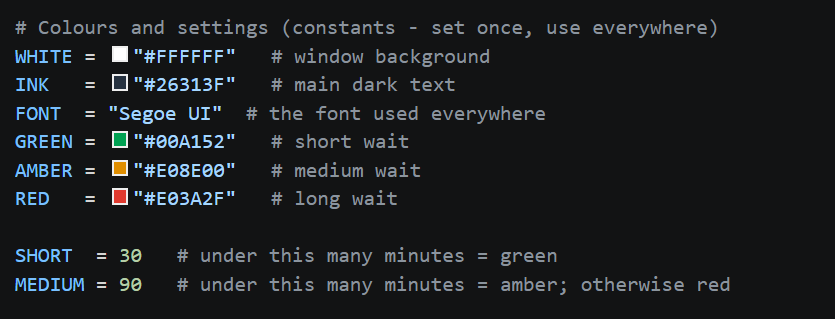 # Colours and settings (constants - set once, use everywhere)
WHITE = "#FFFFFF"   # window background
INK   = "#26313F"   # main dark text
FONT  = "Segoe UI"  # the font used everywhere
GREEN = "#00A152"   # short wait
AMBER = "#E08E00"   # medium wait
RED   = "#E03A2F"   # long wait

SHORT  = 30   # under this many minutes = green
MEDIUM = 90   # under this many minutes = amber; otherwise red